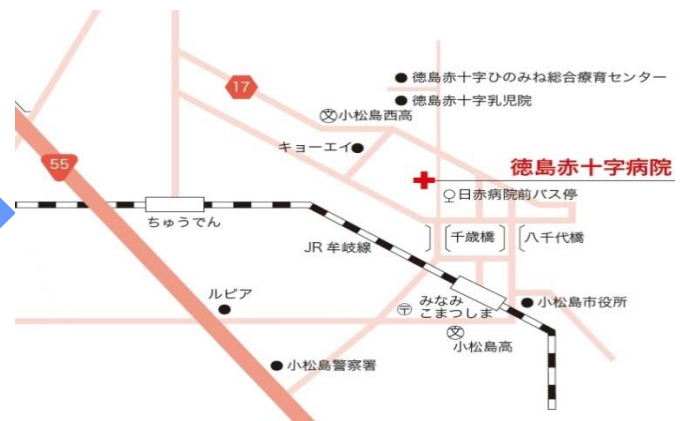 徳島赤十字ひのみね総合療育センター
17
徳島赤十字乳児院
文小松島西高
キョーエイ
55
徳島赤十字病院
日赤病院前バス停
ちゅうでん
JR 牟岐線
千歳橋
八千代橋
ルピア
〒
みなみ
こまつしま
小松島市役所
文
小松島高
小松島警察署